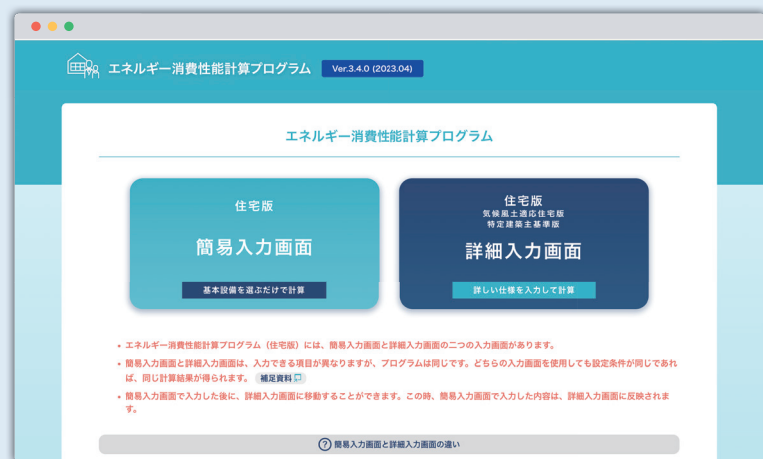 エネルギー消費性能計算プログラム Ver.3.4.0 (2023.04)
エネルギー消費性能計算プログラム
住宅版
簡易入力画面
基本設備を選ぶだけで計算
住宅版
気候風土適応住宅版
特定建築主基準版
詳細入力画面
詳しい仕様を入力して計算
• エネルギー消費性能計算プログラム（住宅版）には、簡易入力画面と詳細入力画面の二つの入力画面があります。
• 簡易入力画面と詳細入力画面は、入力できる項目が異なりますが、プログラムは同じです。どちらの入力画面を使用しても設定条件が同じであれ
ば、同じ計算結果が得られます。 補足資料
• 簡易入力画面で入力した後に、詳細入力画面に移動することができます。この時、簡易入力画面で入力した内容は、詳細入力画面に反映されま
す。
? 簡易入力画面と詳細入力画面の違い